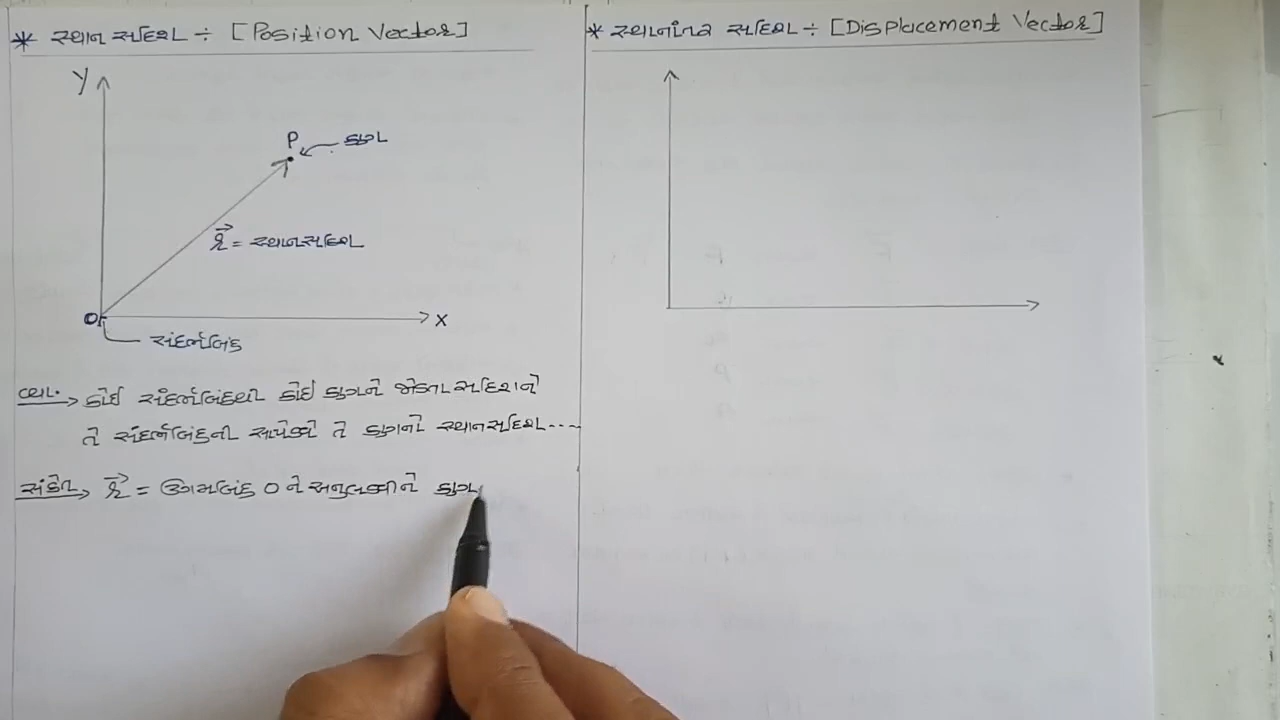 * સ્થાન સદિશ ÷ [Position Vector]
Y
P
કણ
r = સ્થાનસદિશ
O
X
સંદર્ભબિંદુ
વ્યા. → કોઈ સંદર્ભબિંદુથી કોઈ કણને જોડતા સદિશને
તે સંદર્ભબિંદુની સાપેક્ષે તે કણનો સ્થાનસદિશ ----
સંકેત → r = ઉગમબિંદુ O ને અનુલક્ષીને કણ
* સ્થાનાંતર સદિશ ÷ [Displacement Vector]